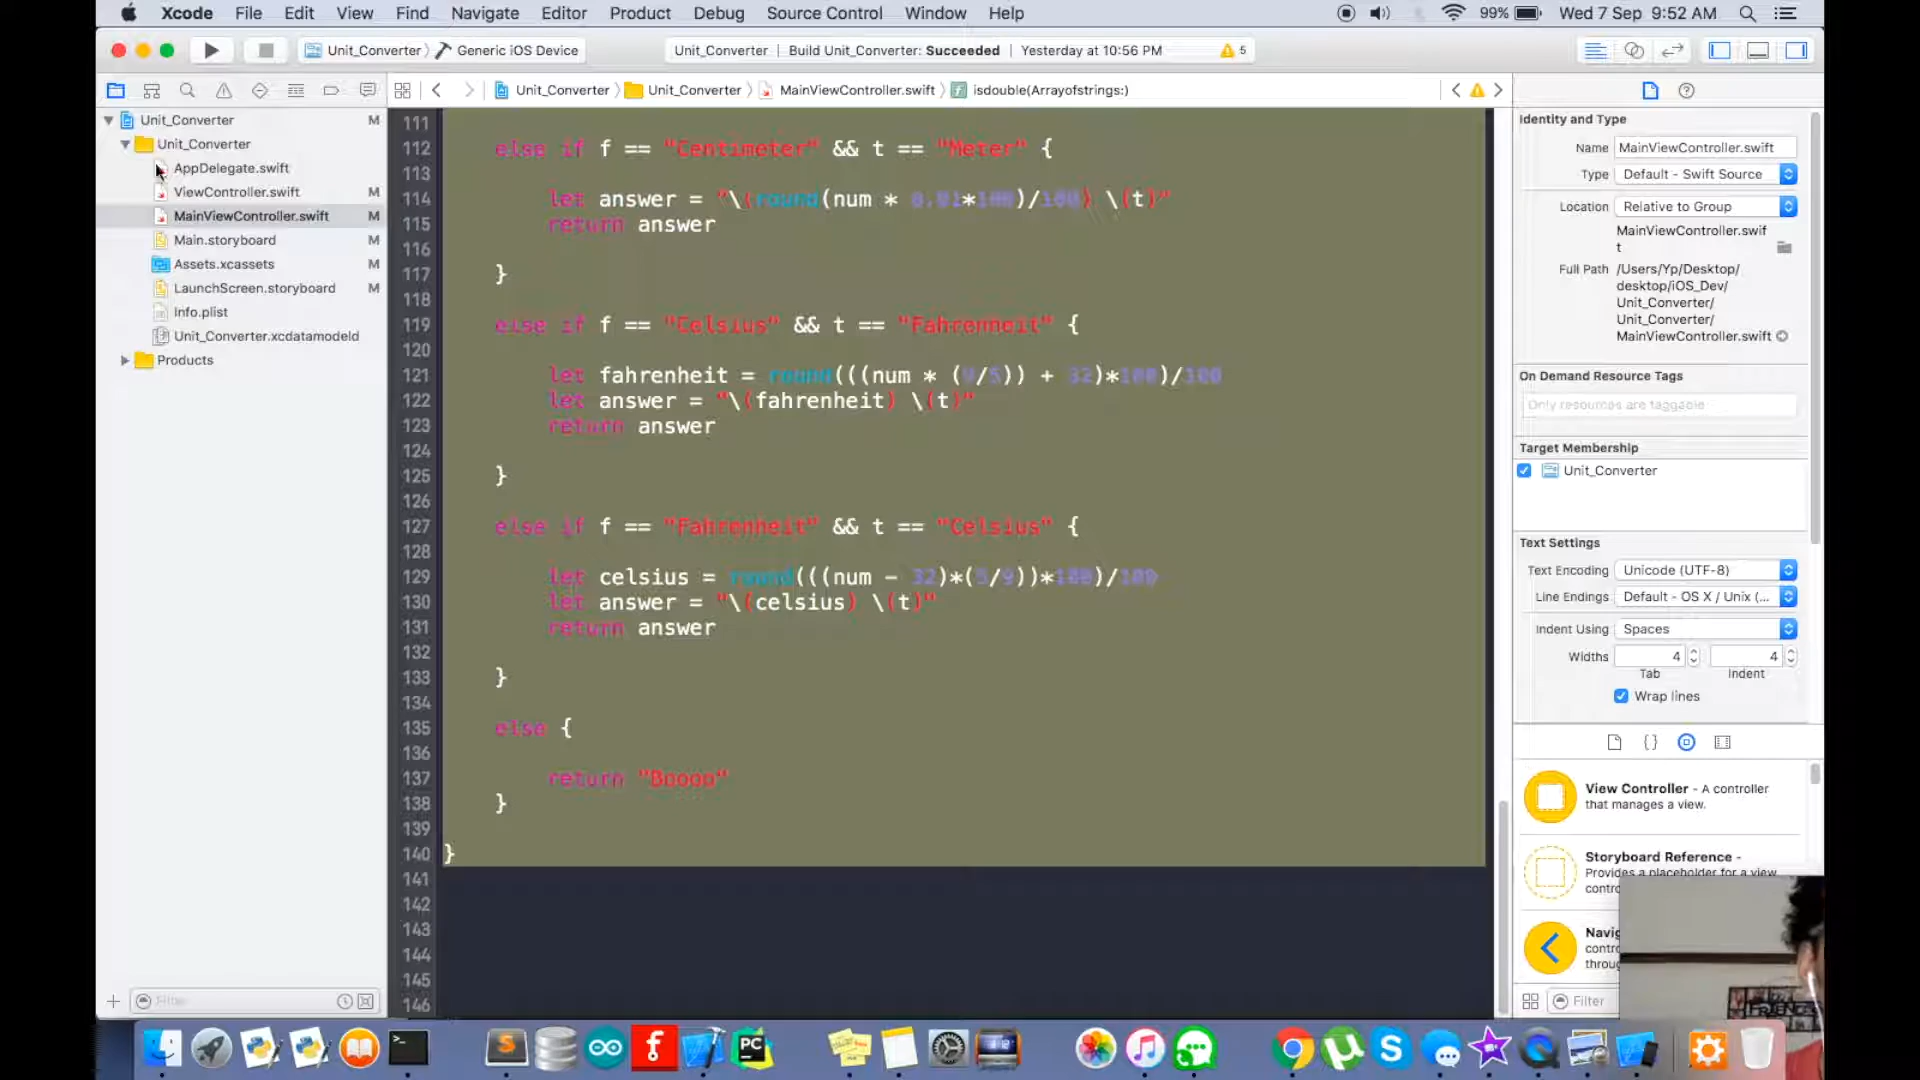 Xcode File Edit View Find Navigate Editor Product Debug Source Control Window Help 99% Wed 7 Sep 9:52 AM
Unit_Converter Generic iOS Device Unit_Converter | Build Unit_Converter: Succeeded | Yesterday at 10:56 PM 5
Unit_Converter Unit_Converter MainViewController.swift isdouble(Arrayofstrings:)
Unit_Converter M
Unit_Converter
AppDelegate.swift
ViewController.swift M
MainViewController.swift M
Main.storyboard M
Assets.xcassets M
LaunchScreen.storyboard M
Info.plist
Unit_Converter.xcdatamodeld
Products
Filter
111
112 else if f == "Centimeter" && t == "Meter" {
113
114 let answer = "\(round(num * 0.01*100)/100) \(t)"
115 return answer
116
117 }
118
119 else if f == "Celsius" && t == "Fahrenheit" {
120
121 let fahrenheit = round(((num * (9/5)) + 32)*100)/100
122 let answer = "\(fahrenheit) \(t)"
123 return answer
124
125 }
126
127 else if f == "Fahrenheit" && t == "Celsius" {
128
129 let celsius = round(((num - 32)*(5/9))*100)/100
130 let answer = "\(celsius) \(t)"
131 return answer
132
133 }
134
135 else {
136
137 return "Boooo"
138 }
139
140 }
141
142
143
144
145
146
Identity and Type
Name MainViewController.swift
Type Default - Swift Source
Location Relative to Group
MainViewController.swif
t
Full Path /Users/Yp/Desktop/
desktop/iOS_Dev/
Unit_Converter/
Unit_Converter/
MainViewController.swift
On Demand Resource Tags
Only resources are taggable
Target Membership
Unit_Converter
Text Settings
Text Encoding Unicode (UTF-8)
Line Endings Default - OS X / Unix (...
Indent Using Spaces
Widths 4 4
Tab Indent
Wrap lines
{}
View Controller - A controller
that manages a view.
Storyboard Reference -
Provides a placeholder for a view
contro
Navig
contro
throug
Filter
PC